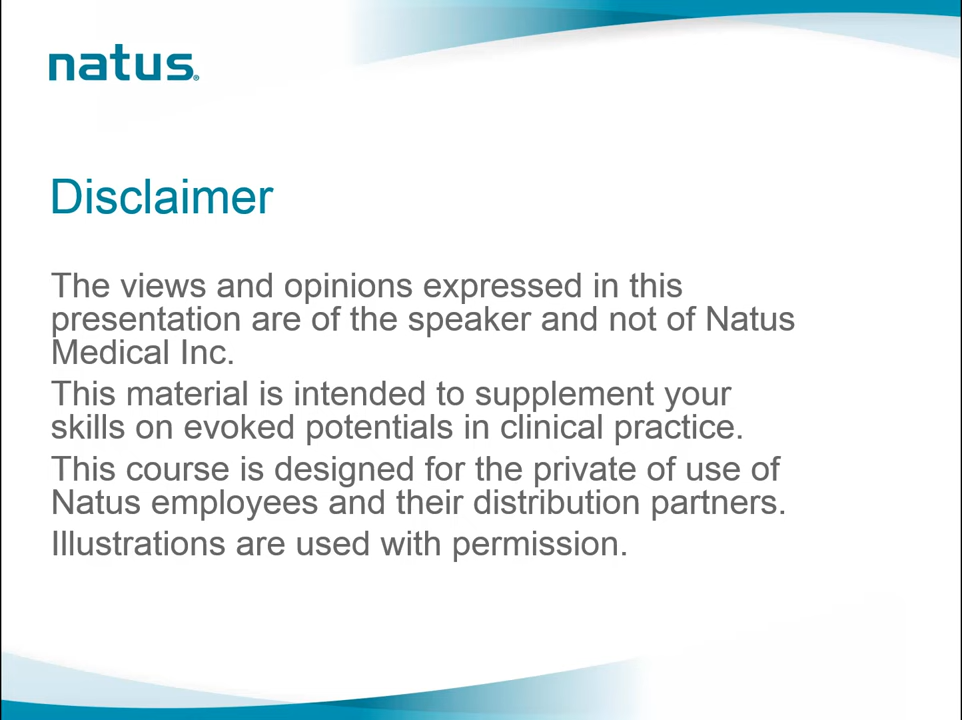 natus®
Disclaimer
The views and opinions expressed in this
presentation are of the speaker and not of Natus
Medical Inc.
This material is intended to supplement your
skills on evoked potentials in clinical practice.
This course is designed for the private of use of
Natus employees and their distribution partners.
Illustrations are used with permission.